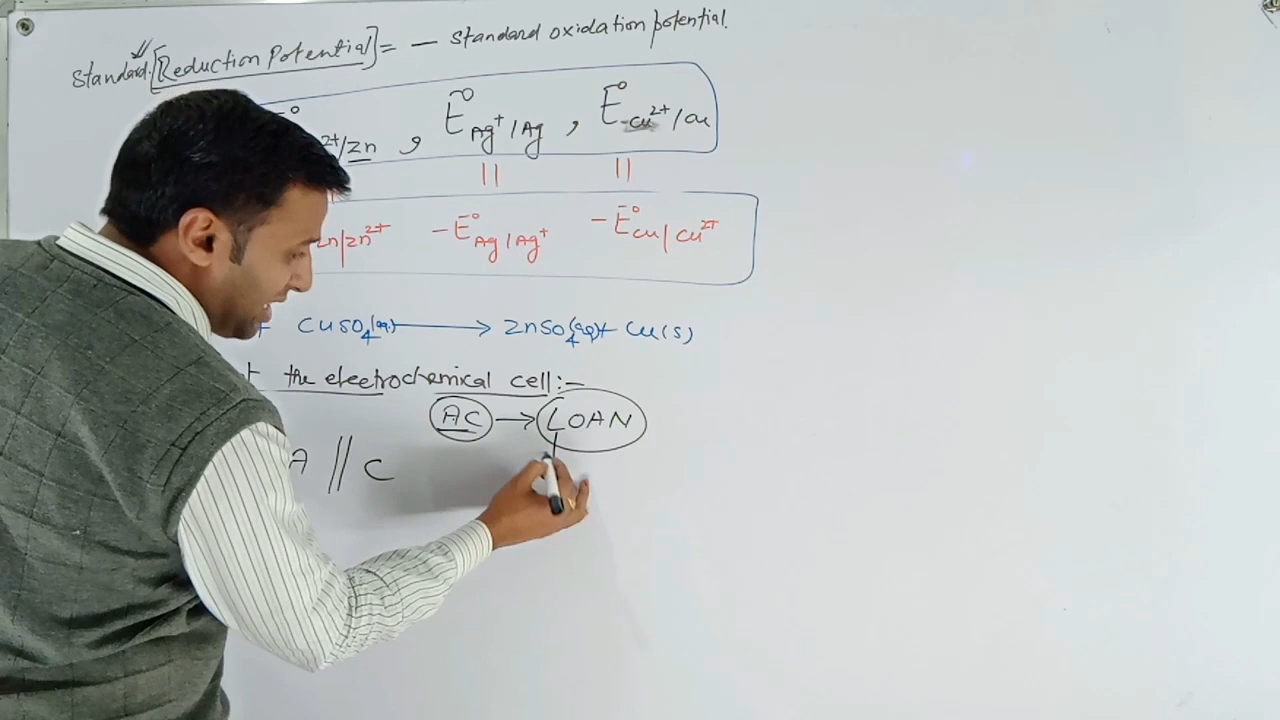 Standard. [Reduction Potential] = — Standard oxidation potential.
2+/Zn , E° Ag⁺/Ag , E° Cu²⁺/Cu
|| ||
Zn/Zn²⁺ -E° Ag/Ag⁺ -E° Cu/Cu²⁺
+ CuSO₄(aq.) → ZnSO₄(aq)+ Cu(s)
the electrochemical cell:-
AC → LOAN
A // C